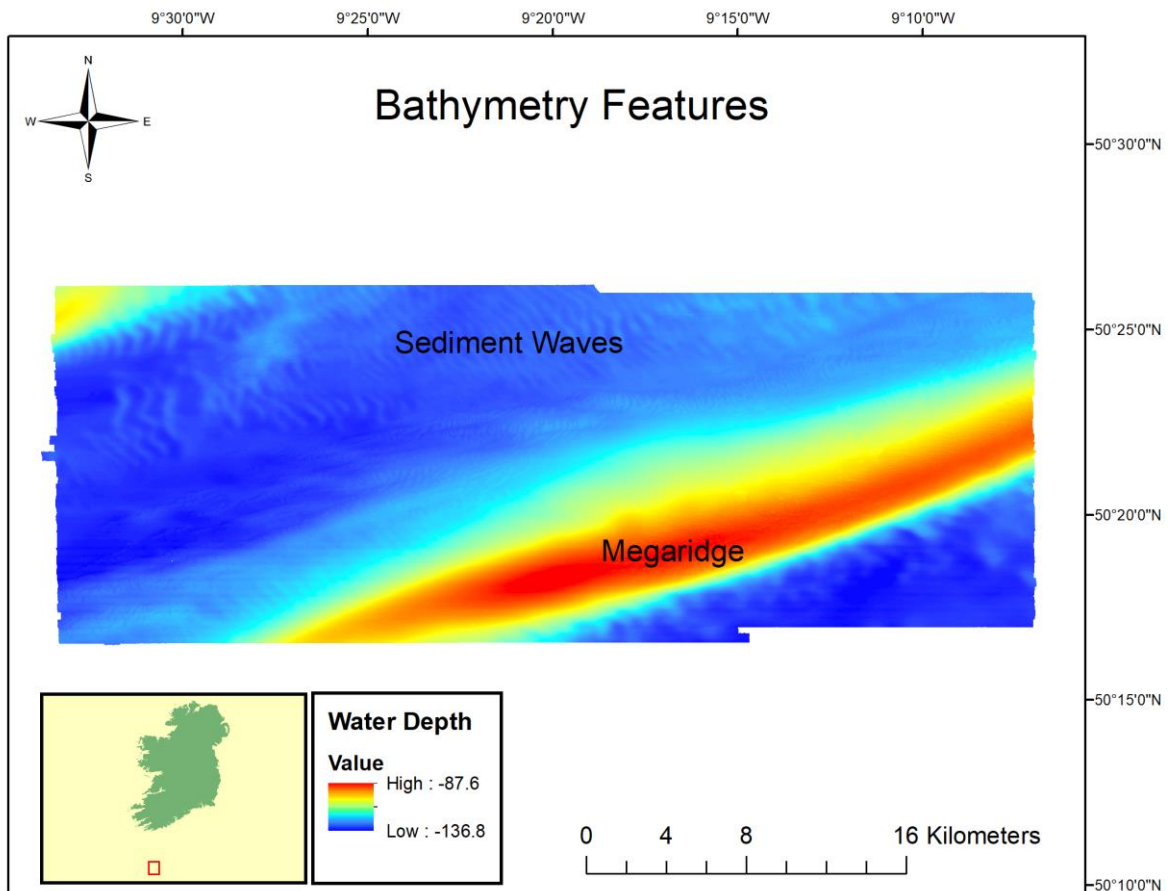 9°30'0"W 9°25'0"W 9°20'0"W 9°15'0"W 9°10'0"W
N
W E
S
Bathymetry Features
50°30'0"N
50°25'0"N
Sediment Waves
50°20'0"N
Megaridge
50°15'0"N
Water Depth
Value
High : -87.6
Low : -136.8
0 4 8 16 Kilometers
50°10'0"N